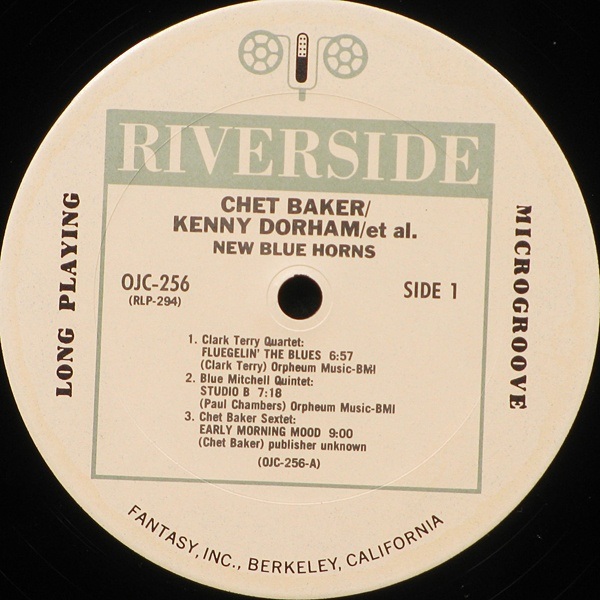 RIVERSIDE
CHET BAKER/
KENNY DORHAM/et al.
NEW BLUE HORNS
LONG PLAYING
MICROGROOVE
OJC-256
(RLP-294)
SIDE 1
1. Clark Terry Quartet:
FLUEGELIN' THE BLUES 6:57
(Clark Terry) Orpheum Music-BMI
2. Blue Mitchell Quintet:
STUDIO B 7:18
(Paul Chambers) Orpheum Music-BMI
3. Chet Baker Sextet:
EARLY MORNING MOOD 9:00
(Chet Baker) publisher unknown
(OJC-256-A)
FANTASY, INC., BERKELEY, CALIFORNIA